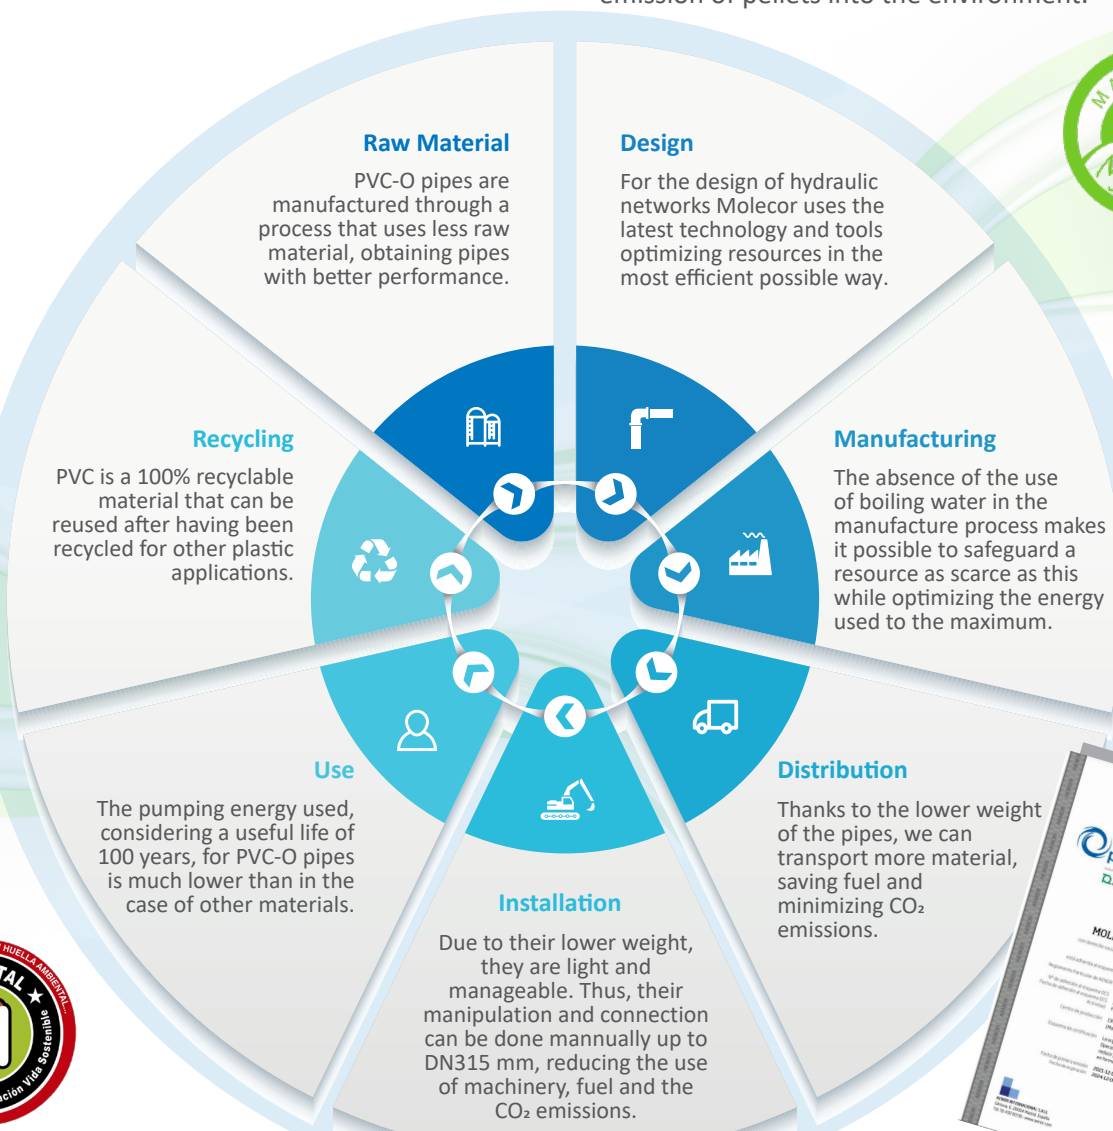 emission of pellets into the environment.
Raw Material
PVC-O pipes are
manufactured through a
process that uses less raw
material, obtaining pipes
with better performance.
Design
For the design of hydraulic
networks Molecor uses the
latest technology and tools
optimizing resources in the
most efficient possible way.
Recycling
PVC is a 100% recyclable
material that can be
reused after having been
recycled for other plastic
applications.
Manufacturing
The absence of the use
of boiling water in the
manufacture process makes
it possible to safeguard a
resource as scarce as this
while optimizing the energy
used to the maximum.
Use
The pumping energy used,
considering a useful life of
100 years, for PVC-O pipes
is much lower than in the
case of other materials.
Distribution
Thanks to the lower weight
of the pipes, we can
transport more material,
saving fuel and
minimizing CO₂
emissions.
Installation
Due to their lower weight,
they are light and
manageable. Thus, their
manipulation and connection
can be done mannually up to
DN315 mm, reducing the use
of machinery, fuel and the
CO₂ emissions.
HUELLA AMBIENTAL...
Vida Sostenible